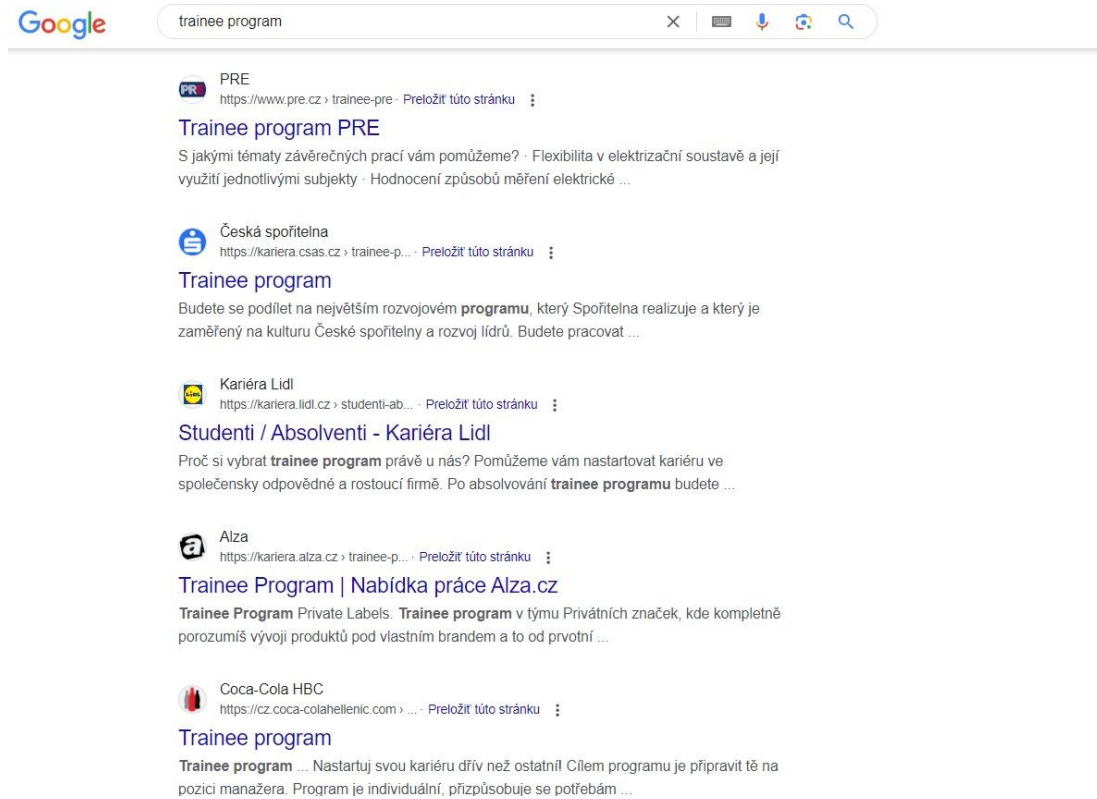 Google
trainee program
PRE
https://www.pre.cz › trainee-pre · Preložiť túto stránku
Trainee program PRE
S jakými tématy závěrečných prací vám pomůžeme? · Flexibilita v elektrizační soustavě a její
využití jednotlivými subjekty · Hodnocení způsobů měření elektrické ...
Česká spořitelna
https://kariera.csas.cz › trainee-p... · Preložiť túto stránku
Trainee program
Budete se podílet na největším rozvojovém programu, který Spořitelna realizuje a který je
zaměřený na kulturu České spořitelny a rozvoj lídrů. Budete pracovat ...
Kariéra Lidl
https://kariera.lidl.cz › studenti-ab... · Preložiť túto stránku
Studenti / Absolventi - Kariéra Lidl
Proč si vybrat trainee program právě u nás? Pomůžeme vám nastartovat kariéru ve
společensky odpovědné a rostoucí firmě. Po absolvování trainee programu budete ...
Alza
https://kariera.alza.cz › trainee-p... · Preložiť túto stránku
Trainee Program | Nabídka práce Alza.cz
Trainee Program Private Labels. Trainee program v týmu Privátních značek, kde kompletně
porozumíš vývoji produktů pod vlastním brandem a to od prvotní ...
Coca-Cola HBC
https://cz.coca-colahellenic.com › ... · Preložiť túto stránku
Trainee program
Trainee program ... Nastartuj svou kariéru dřív než ostatní! Cílem programu je připravit tě na
pozici manažera. Program je individuální, přizpůsobuje se potřebám ...